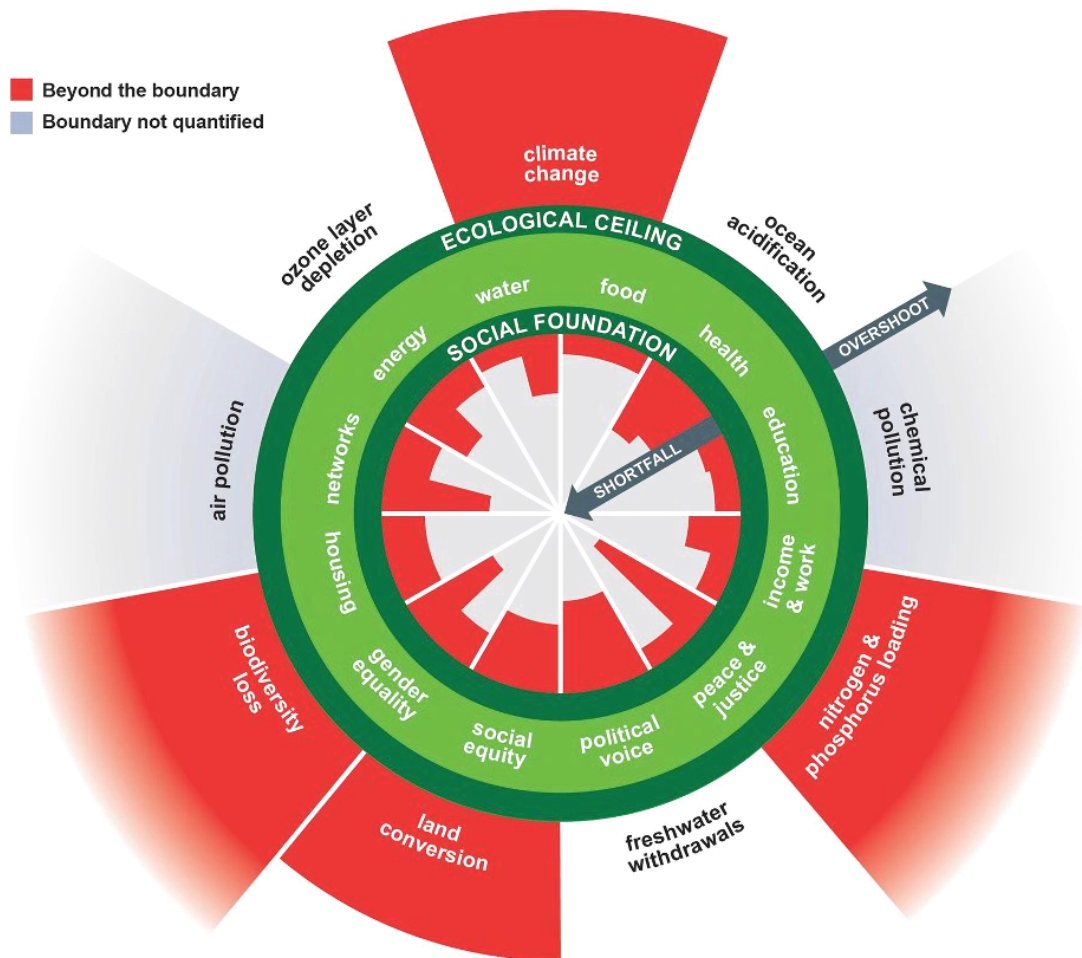 Beyond the boundary
Boundary not quantified
climate
change
ozone layer
depletion
ocean
acidification
ECOLOGICAL CEILING
water
food
energy
health
SOCIAL FOUNDATION
OVERSHOOT
SHORTFALL
networks
education
air pollution
chemical
pollution
housing
income
& work
gender
equality
peace &
justice
social
equity
political
voice
biodiversity
loss
nitrogen &
phosphorus loading
land
conversion
freshwater
withdrawals